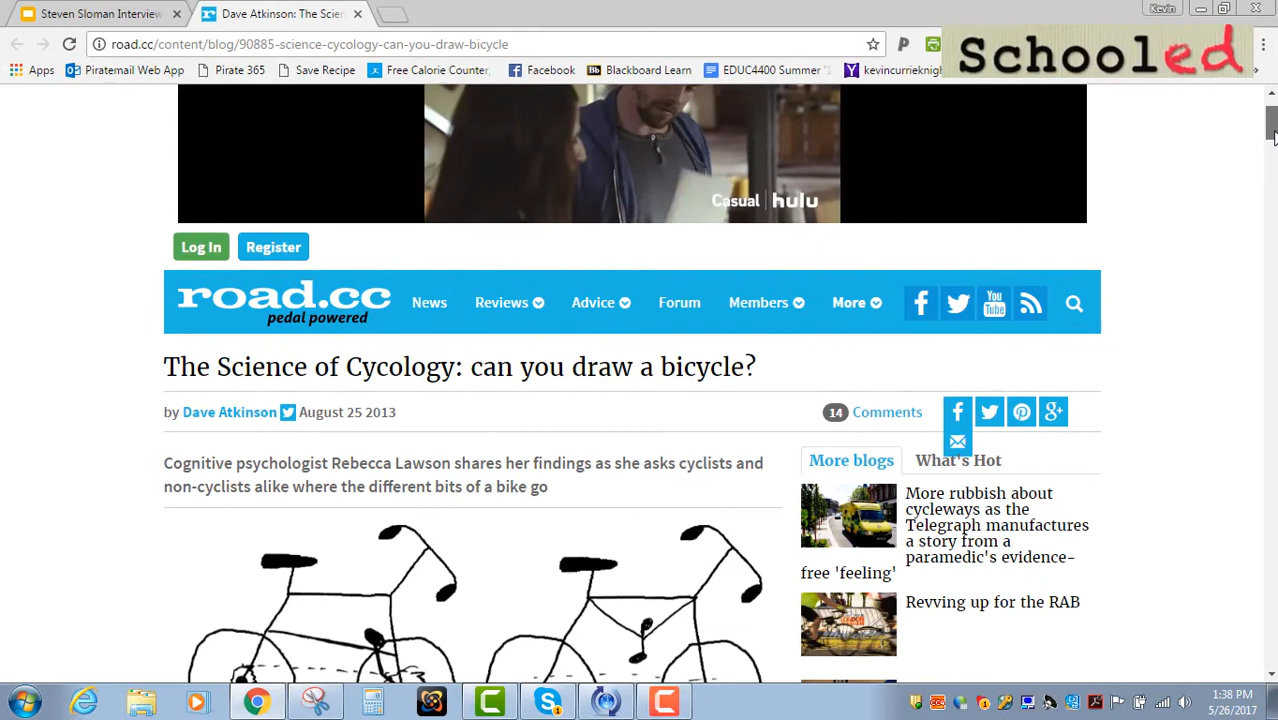 Steven Sloman Interview
Dave Atkinson: The Scien
Kevin
road.cc/content/blog/90885-science-cycology-can-you-draw-bicycle
Schooled
Apps
Piratemail Web App
Pirate 365
Save Recipe
Free Calorie Counter,
Facebook
Bb
Blackboard Learn
EDUC4400 Summer '1
kevincurrieknigh
Casual | hulu
Log In
Register
road.cc
pedal powered
News
Reviews
Advice
Forum
Members
More
You Tube
The Science of Cycology: can you draw a bicycle?
by Dave Atkinson August 25 2013
14 Comments
Cognitive psychologist Rebecca Lawson shares her findings as she asks cyclists and
non-cyclists alike where the different bits of a bike go
More blogs
What's Hot
More rubbish about
cycleways as the
Telegraph manufactures
a story from a
paramedic's evidence-
free 'feeling'
Revving up for the RAB
1:38 PM
5/26/2017